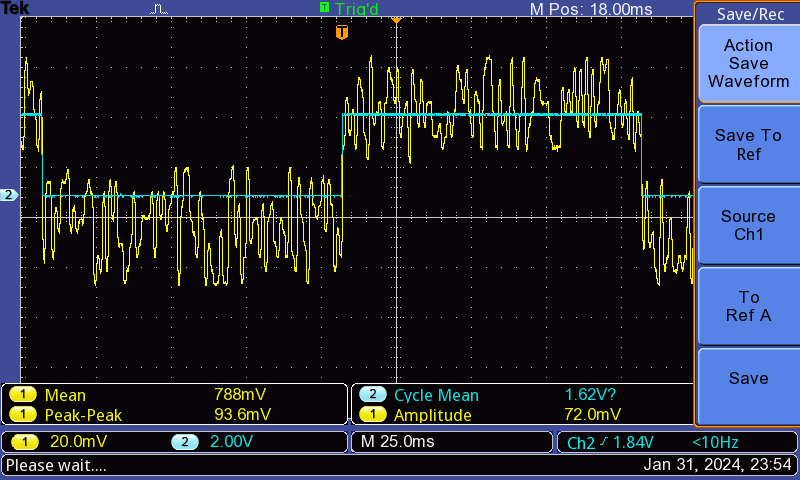 Tek T Trig'd M Pos: 18.00ms Save/Rec
T
Action
Save
Waveform
Save To
Ref
2
Source
Ch1
To
Ref A
Save
1 Mean 788mV 2 Cycle Mean 1.62V?
1 Peak-Peak 93.6mV 1 Amplitude 72.0mV
1 20.0mV 2 2.00V M 25.0ms Ch2 1.84V <10Hz
Please wait.... Jan 31, 2024, 23:54